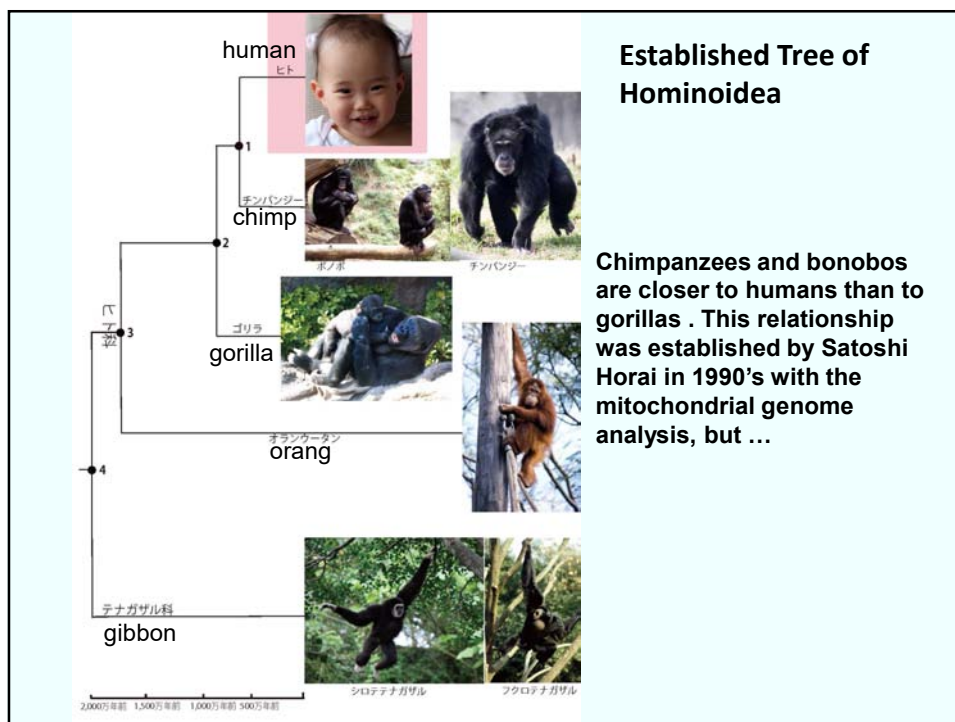 Established Tree of
Hominoidea
human
ヒト
1
チンパンジー
chimp
ボノボ
チンパンジー
2
Chimpanzees and bonobos
are closer to humans than to
gorillas . This relationship
was established by Satoshi
Horai in 1990’s with the
mitochondrial genome
analysis, but …
ヒト科
3
ゴリラ
gorilla
オランウータン
orang
4
テナガザル科
gibbon
シロテテナガザル
フクロテナガザル
2,000万年前
1,500万年前
1,000万年前
500万年前